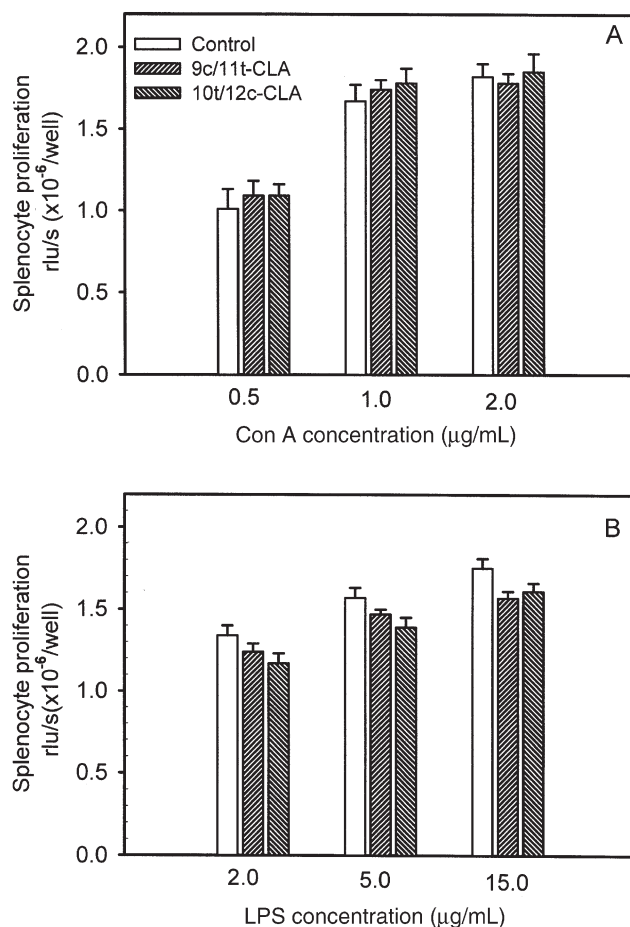 A
Control
9c/11t-CLA
10t/12c-CLA
2.0
1.5
1.0
0.5
0.0
Splenocyte proliferation
rlu/s (x10⁻⁶/well)
0.5 1.0 2.0
Con A concentration (μg/mL)
B
2.0
1.5
1.0
0.5
0.0
Splenocyte proliferation
rlu/s(x10⁻⁶/well)
2.0 5.0 15.0
LPS concentration (μg/mL)